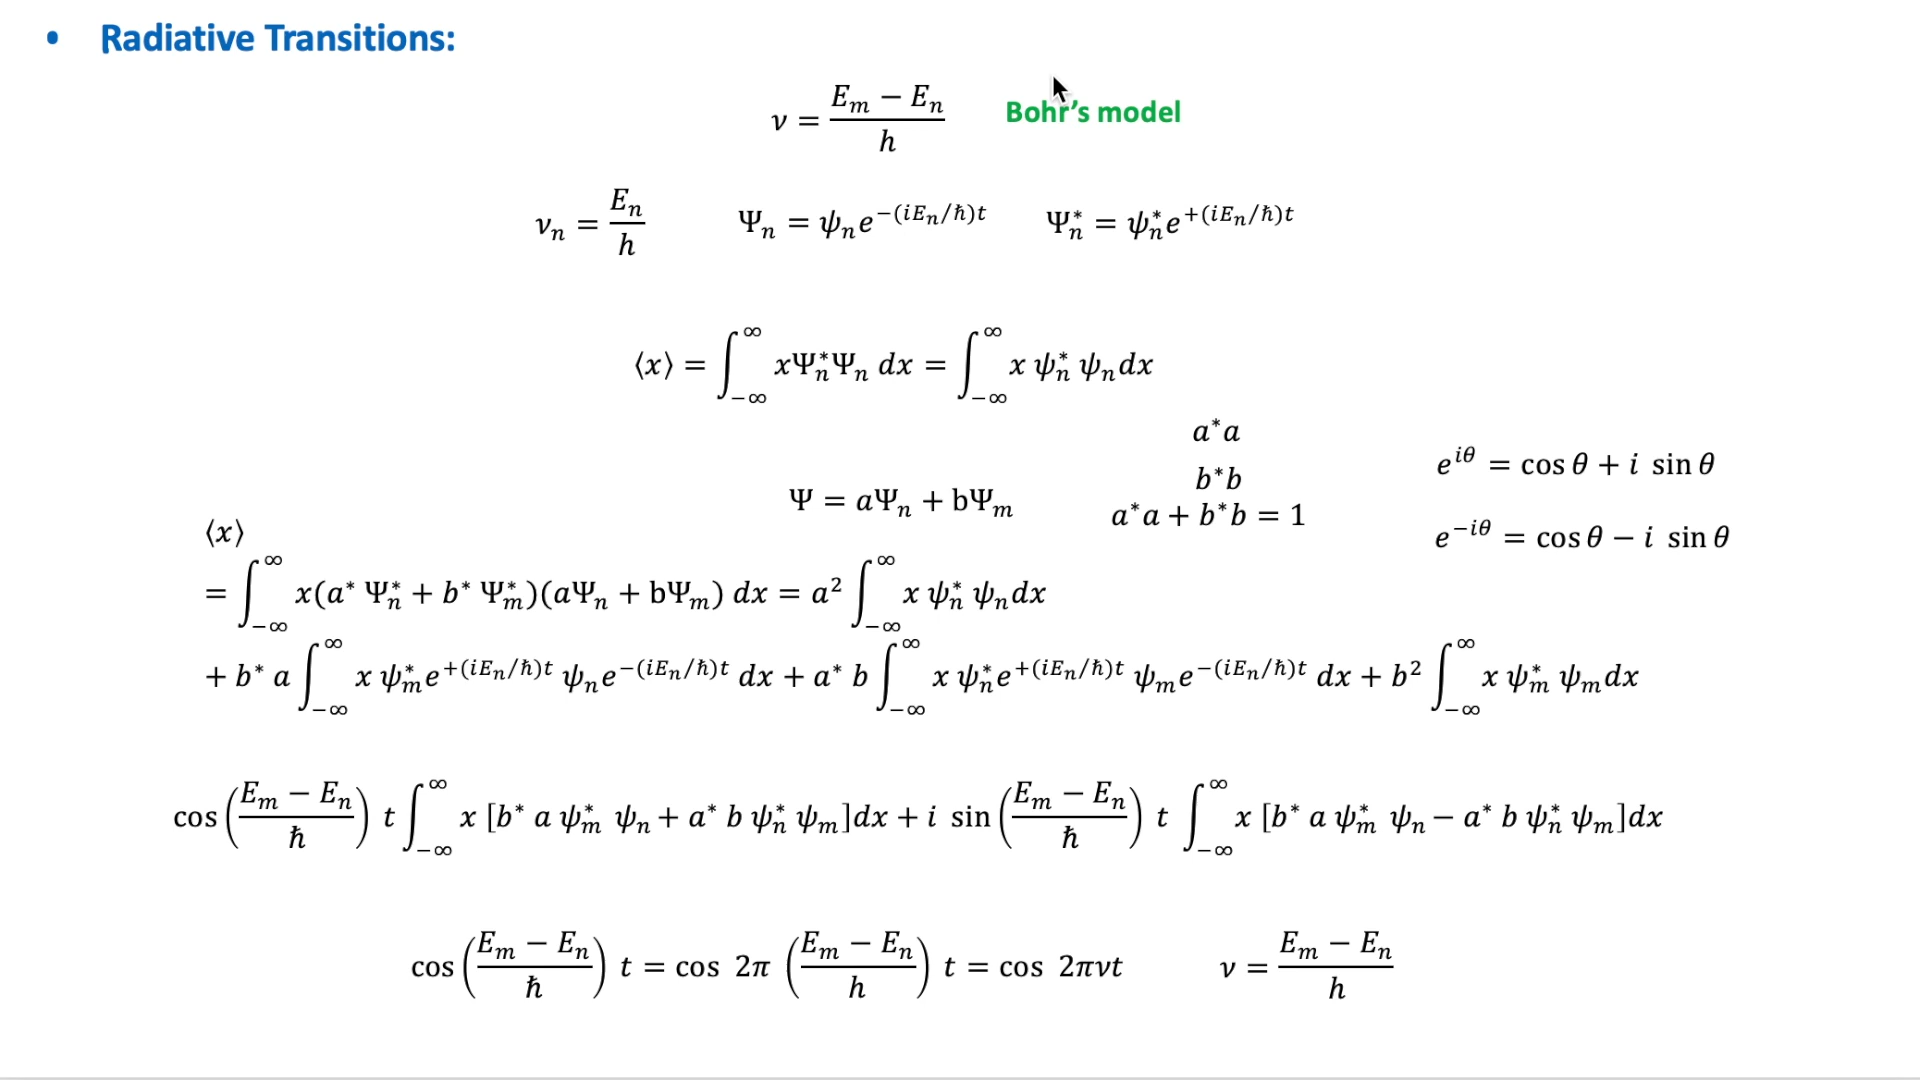 • Radiative Transitions:
ν = (E_m − E_n)/h Bohr's model
ν_n = E_n/h Ψ_n = ψ_n e^{−(iE_n/ℏ)t} Ψ_n^* = ψ_n^* e^{+(iE_n/ℏ)t}
⟨x⟩ = ∫_{−∞}^{∞} xΨ_n^*Ψ_n dx = ∫_{−∞}^{∞} x ψ_n^* ψ_n dx
a^*a
b^*b
Ψ = aΨ_n + bΨ_m
a^*a + b^*b = 1
e^{iθ} = cos θ + i sin θ
e^{−iθ} = cos θ − i sin θ
⟨x⟩
= ∫_{−∞}^{∞} x(a^* Ψ_n^* + b^* Ψ_m^*)(aΨ_n + bΨ_m) dx = a² ∫_{−∞}^{∞} x ψ_n^* ψ_n dx
+ b^* a ∫_{−∞}^{∞} x ψ_m^* e^{+(iE_n/ℏ)t} ψ_n e^{−(iE_n/ℏ)t} dx + a^* b ∫_{−∞}^{∞} x ψ_n^* e^{+(iE_n/ℏ)t} ψ_m e^{−(iE_n/ℏ)t} dx + b² ∫_{−∞}^{∞} x ψ_m^* ψ_m dx
cos ((E_m − E_n)/ℏ) t ∫_{−∞}^{∞} x [b^* a ψ_m^* ψ_n + a^* b ψ_n^* ψ_m]dx + i sin ((E_m − E_n)/ℏ) t ∫_{−∞}^{∞} x [b^* a ψ_m^* ψ_n − a^* b ψ_n^* ψ_m]dx
cos ((E_m − E_n)/ℏ) t = cos 2π ((E_m − E_n)/h) t = cos 2πνt ν = (E_m − E_n)/h